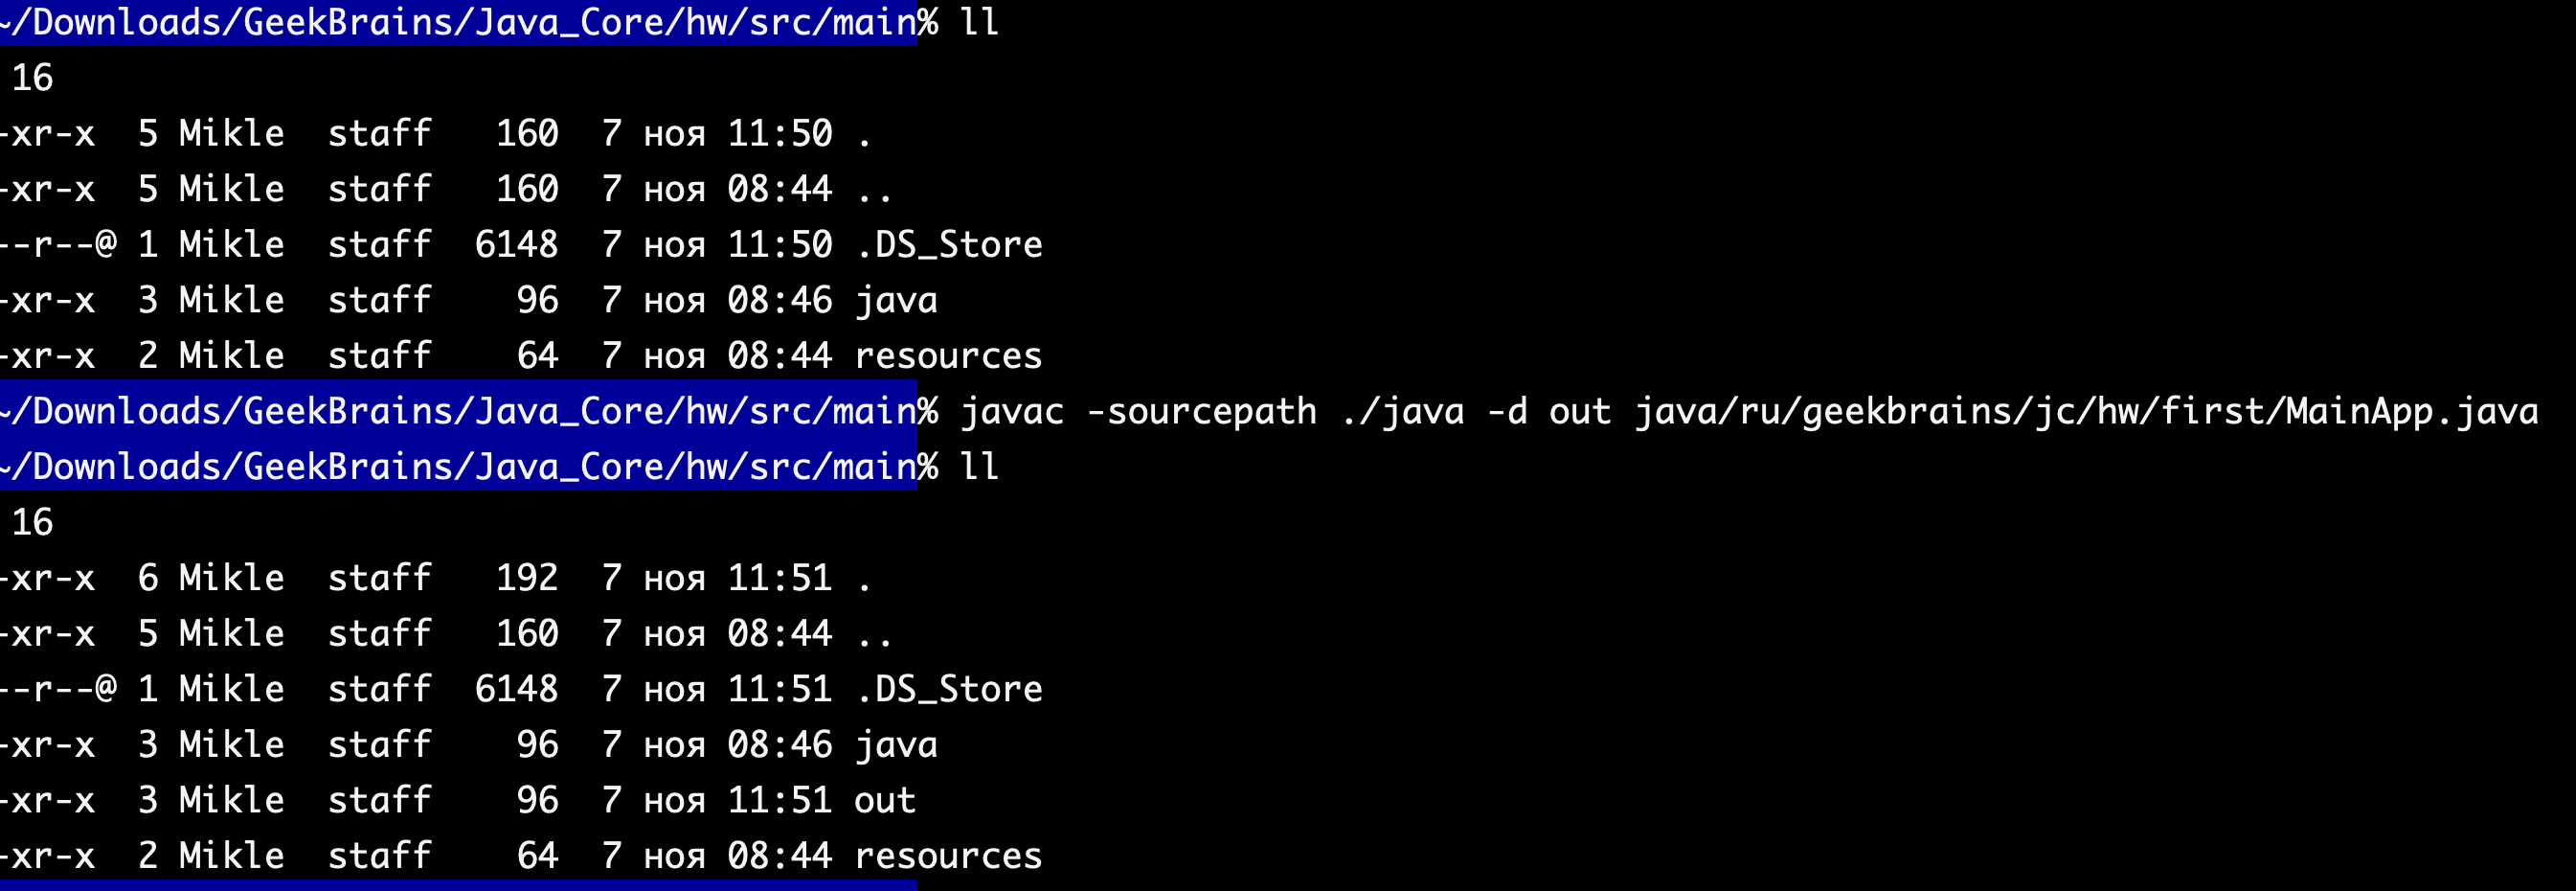 ~/Downloads/GeekBrains/Java_Core/hw/src/main% ll
16
-xr-x 5 Mikle staff 160 7 ноя 11:50 .
-xr-x 5 Mikle staff 160 7 ноя 08:44 ..
--r--@ 1 Mikle staff 6148 7 ноя 11:50 .DS_Store
-xr-x 3 Mikle staff 96 7 ноя 08:46 java
-xr-x 2 Mikle staff 64 7 ноя 08:44 resources
~/Downloads/GeekBrains/Java_Core/hw/src/main% javac -sourcepath ./java -d out java/ru/geekbrains/jc/hw/first/MainApp.java
~/Downloads/GeekBrains/Java_Core/hw/src/main% ll
16
-xr-x 6 Mikle staff 192 7 ноя 11:51 .
-xr-x 5 Mikle staff 160 7 ноя 08:44 ..
--r--@ 1 Mikle staff 6148 7 ноя 11:51 .DS_Store
-xr-x 3 Mikle staff 96 7 ноя 08:46 java
-xr-x 3 Mikle staff 96 7 ноя 11:51 out
-xr-x 2 Mikle staff 64 7 ноя 08:44 resources